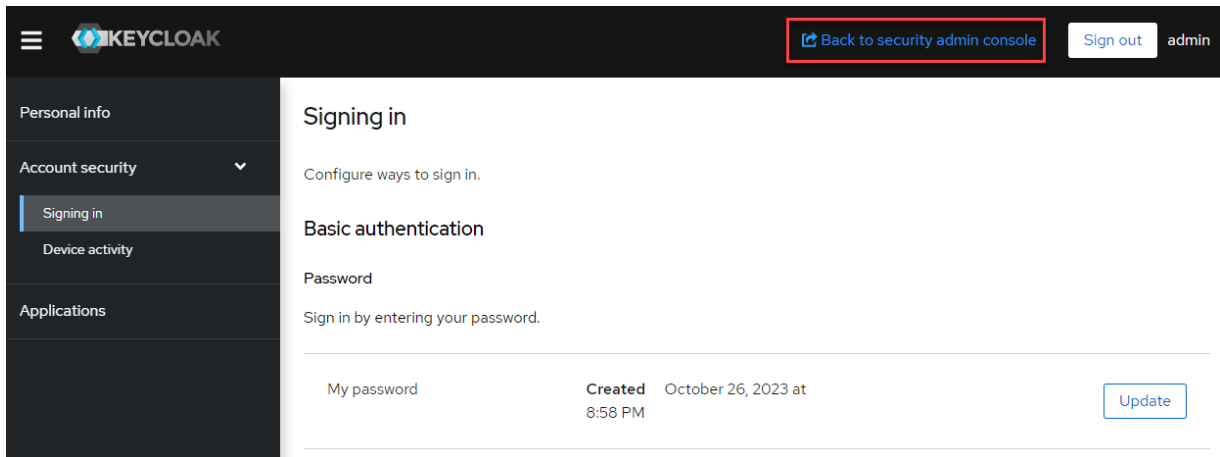 KEYCLOAK
Back to security admin console
Sign out
admin
Personal info
Account security
Signing in
Device activity
Applications
Signing in
Configure ways to sign in.
Basic authentication
Password
Sign in by entering your password.
My password
Created October 26, 2023 at
8:58 PM
Update